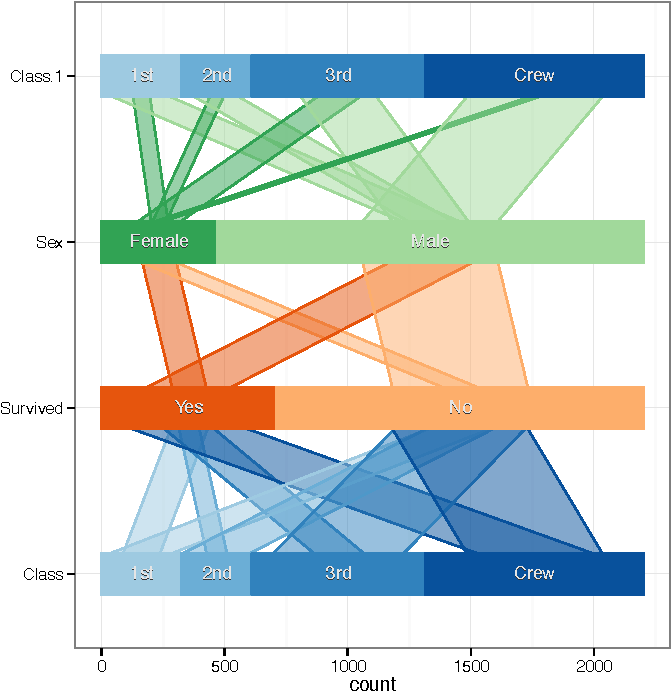 Class.1
1st 2nd 3rd Crew
Sex
Female Male
Survived
Yes No
Class
1st 2nd 3rd Crew
0 500 1000 1500 2000
count